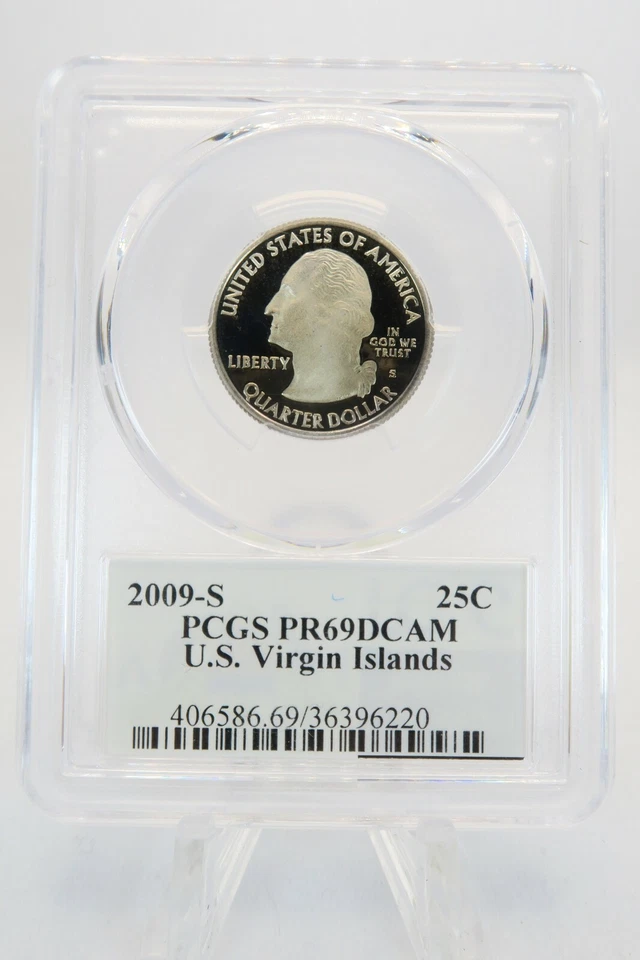 UNITED STATES OF AMERICA
LIBERTY
IN
GOD WE
TRUST
S
QUARTER DOLLAR
2009-S 25C
PCGS PR69DCAM
U.S. Virgin Islands
406586.69/36396220